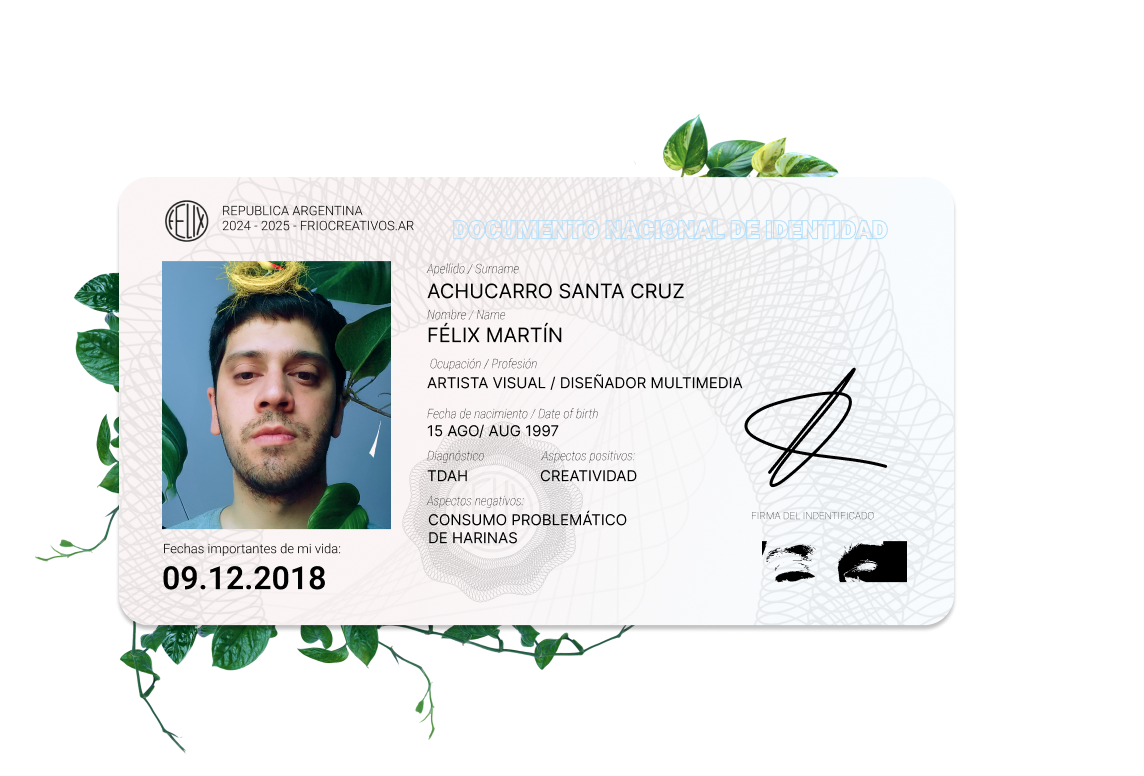 FELIX
REPUBLICA ARGENTINA
2024 - 2025 - FRIOCREATIVOS.AR
DOCUMENTO NACIONAL DE IDENTIDAD
Apellido / Surname
ACHUCARRO SANTA CRUZ
Nombre / Name
FÉLIX MARTÍN
Ocupación / Profesión
ARTISTA VISUAL / DISEÑADOR MULTIMEDIA
Fecha de nacimiento / Date of birth
15 AGO/ AUG 1997
Diagnóstico
TDAH
Aspectos positivos:
CREATIVIDAD
Aspectos negativos:
CONSUMO PROBLEMÁTICO
DE HARINAS
FIRMA DEL INDENTIFICADO
Fechas importantes de mi vida:
09.12.2018